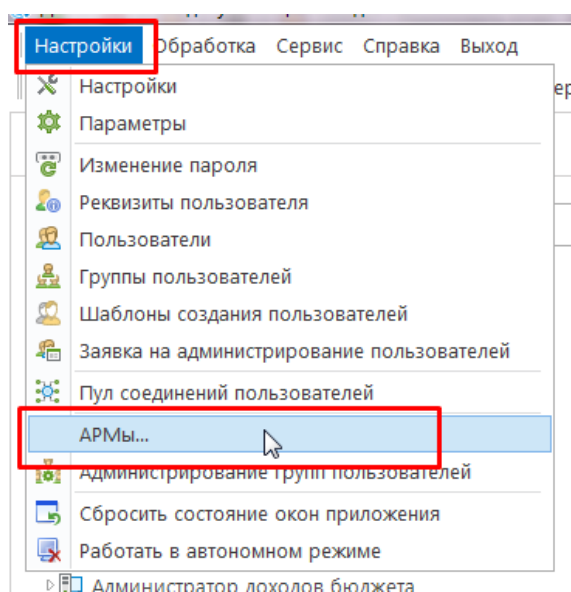 Настройки Обработка Сервис Справка Выход
Настройки
Параметры
Изменение пароля
Реквизиты пользователя
Пользователи
Группы пользователей
Шаблоны создания пользователей
Заявка на администрирование пользователей
Пул соединений пользователей
АРМы...
Администрирование групп пользователей
Сбросить состояние окон приложения
Работать в автономном режиме
Администратор доходов бюджета